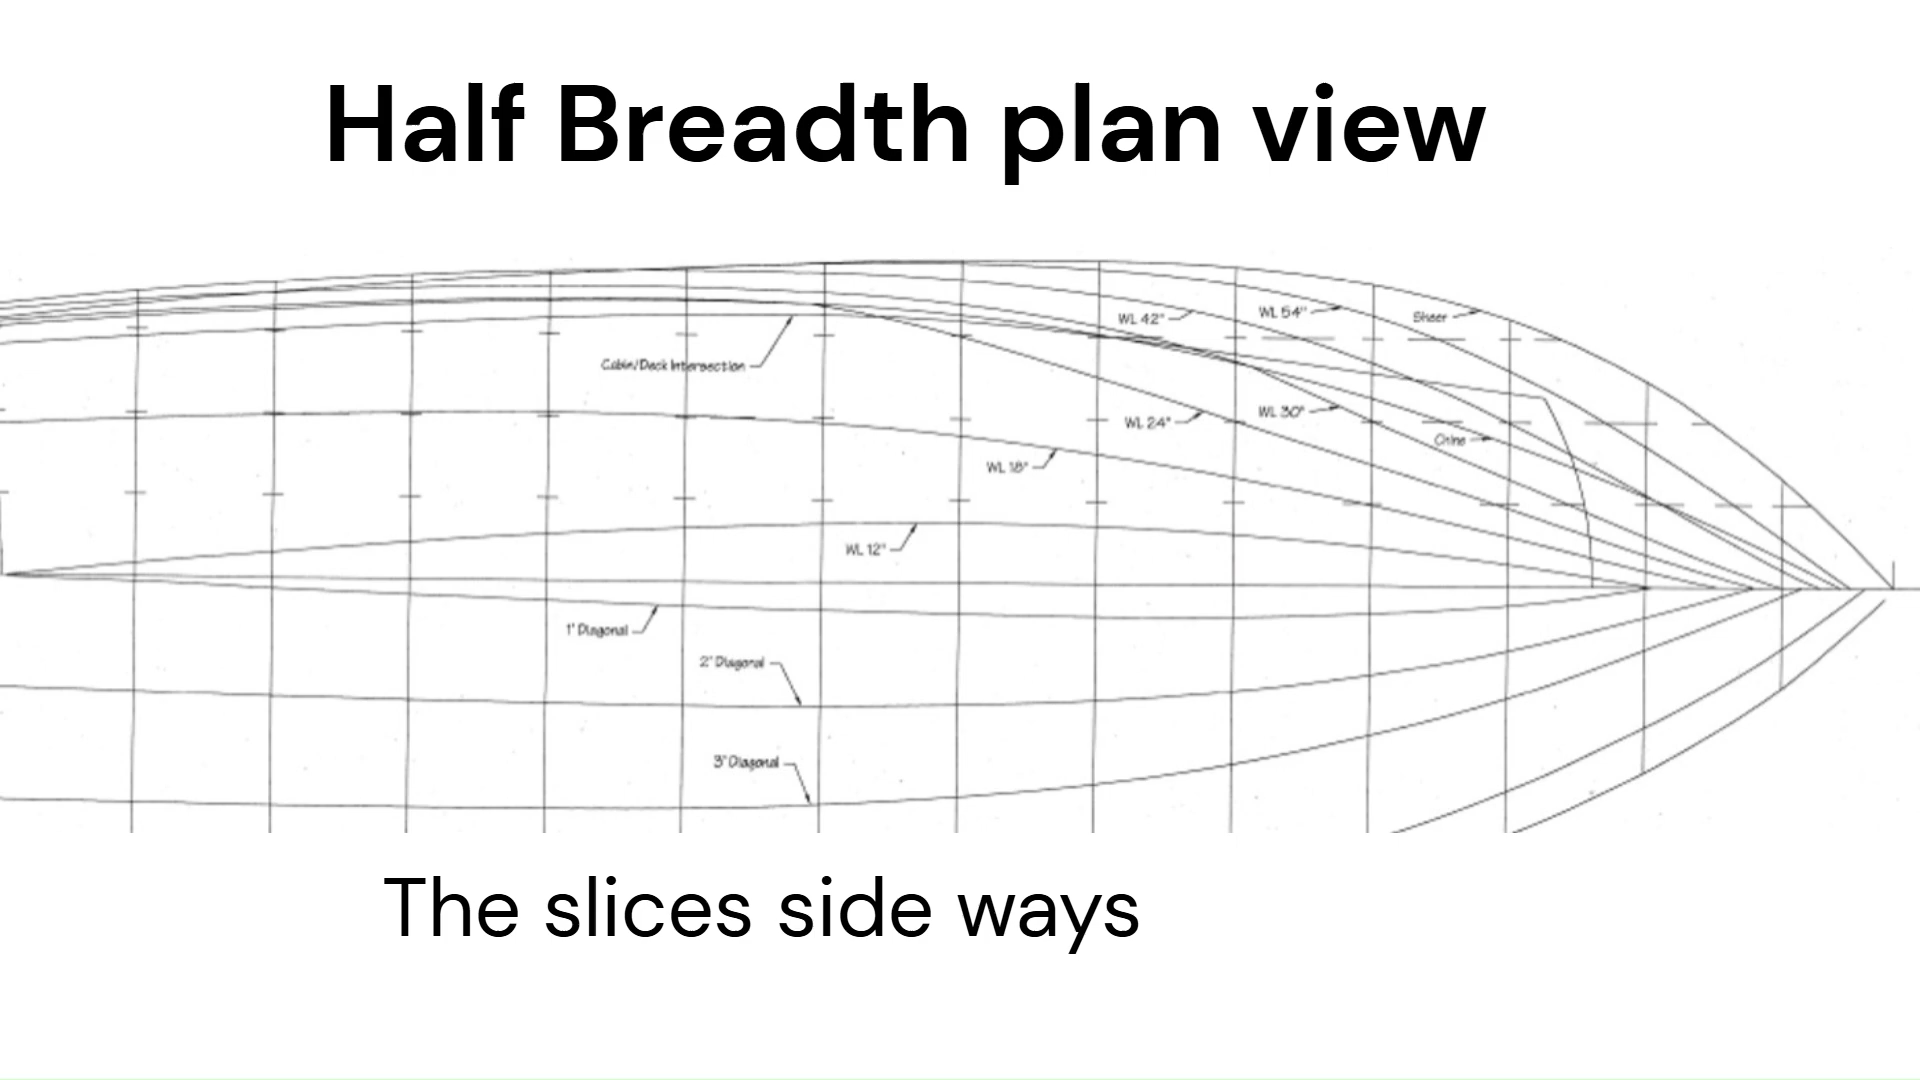 Half Breadth plan view
WL 42"
WL 54"
Sheer
Cabin/Deck Intersection
WL 24"
WL 30"
Chine
WL 18"
WL 12"
1" Diagonal
2" Diagonal
3" Diagonal
The slices side ways